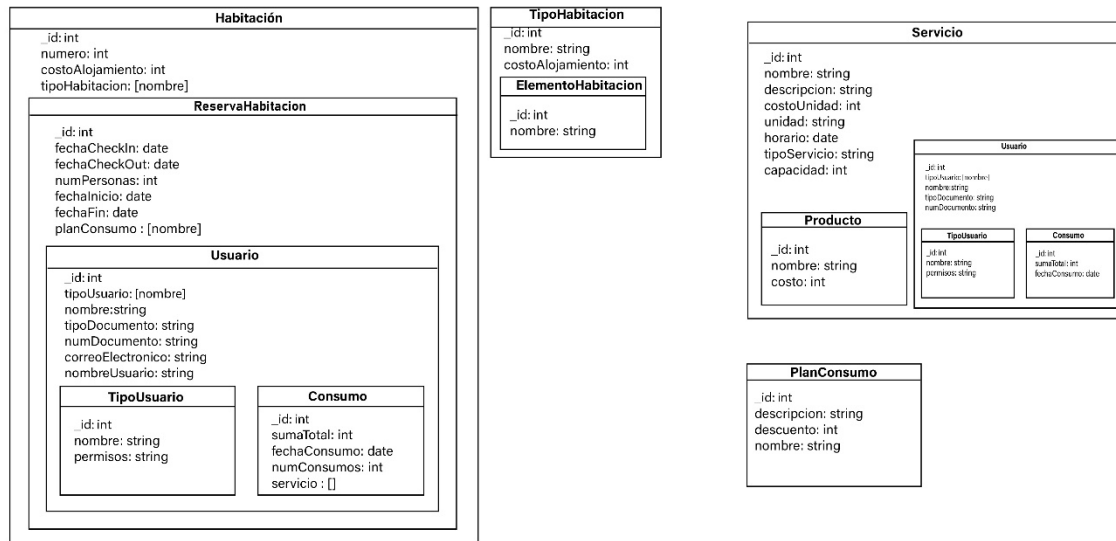 Habitación
_id: int
numero: int
costoAlojamiento: int
tipoHabitacion: [nombre]
ReservaHabitacion
_id: int
fechaCheckIn: date
fechaCheckOut: date
numPersonas: int
fechaInicio: date
fechaFin: date
planConsumo : [nombre]
Usuario
_id: int
tipoUsuario: [nombre]
nombre:string
tipoDocumento: string
numDocumento: string
correoElectronico: string
nombreUsuario: string
TipoUsuario
_id: int
nombre: string
permisos: string
Consumo
_id: int
sumaTotal: int
fechaConsumo: date
numConsumos: int
servicio : []
TipoHabitacion
_id: int
nombre: string
costoAlojamiento: int
ElementoHabitacion
_id: int
nombre: string
Servicio
_id: int
nombre: string
descripcion: string
costoUnidad: int
unidad: string
horario: date
tipoServicio: string
capacidad: int
Producto
_id: int
nombre: string
costo: int
Usuario
_id: int
tipoUsuario: [nombre]
nombre:string
tipoDocumento: string
numDocumento: string
TipoUsuario
_id: int
nombre: string
permisos: string
Consumo
_id: int
sumaTotal: int
fechaConsumo: date
PlanConsumo
_id: int
descripcion: string
descuento: int
nombre: string